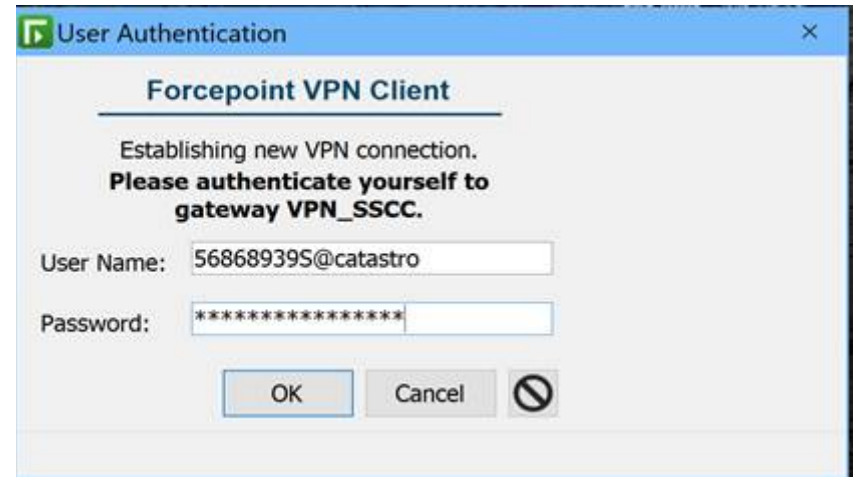 User Authentication
Forcepoint VPN Client
Establishing new VPN connection.
Please authenticate yourself to
gateway VPN_SSCC.
User Name: 56868939S@catastro
Password: ****************
OK Cancel